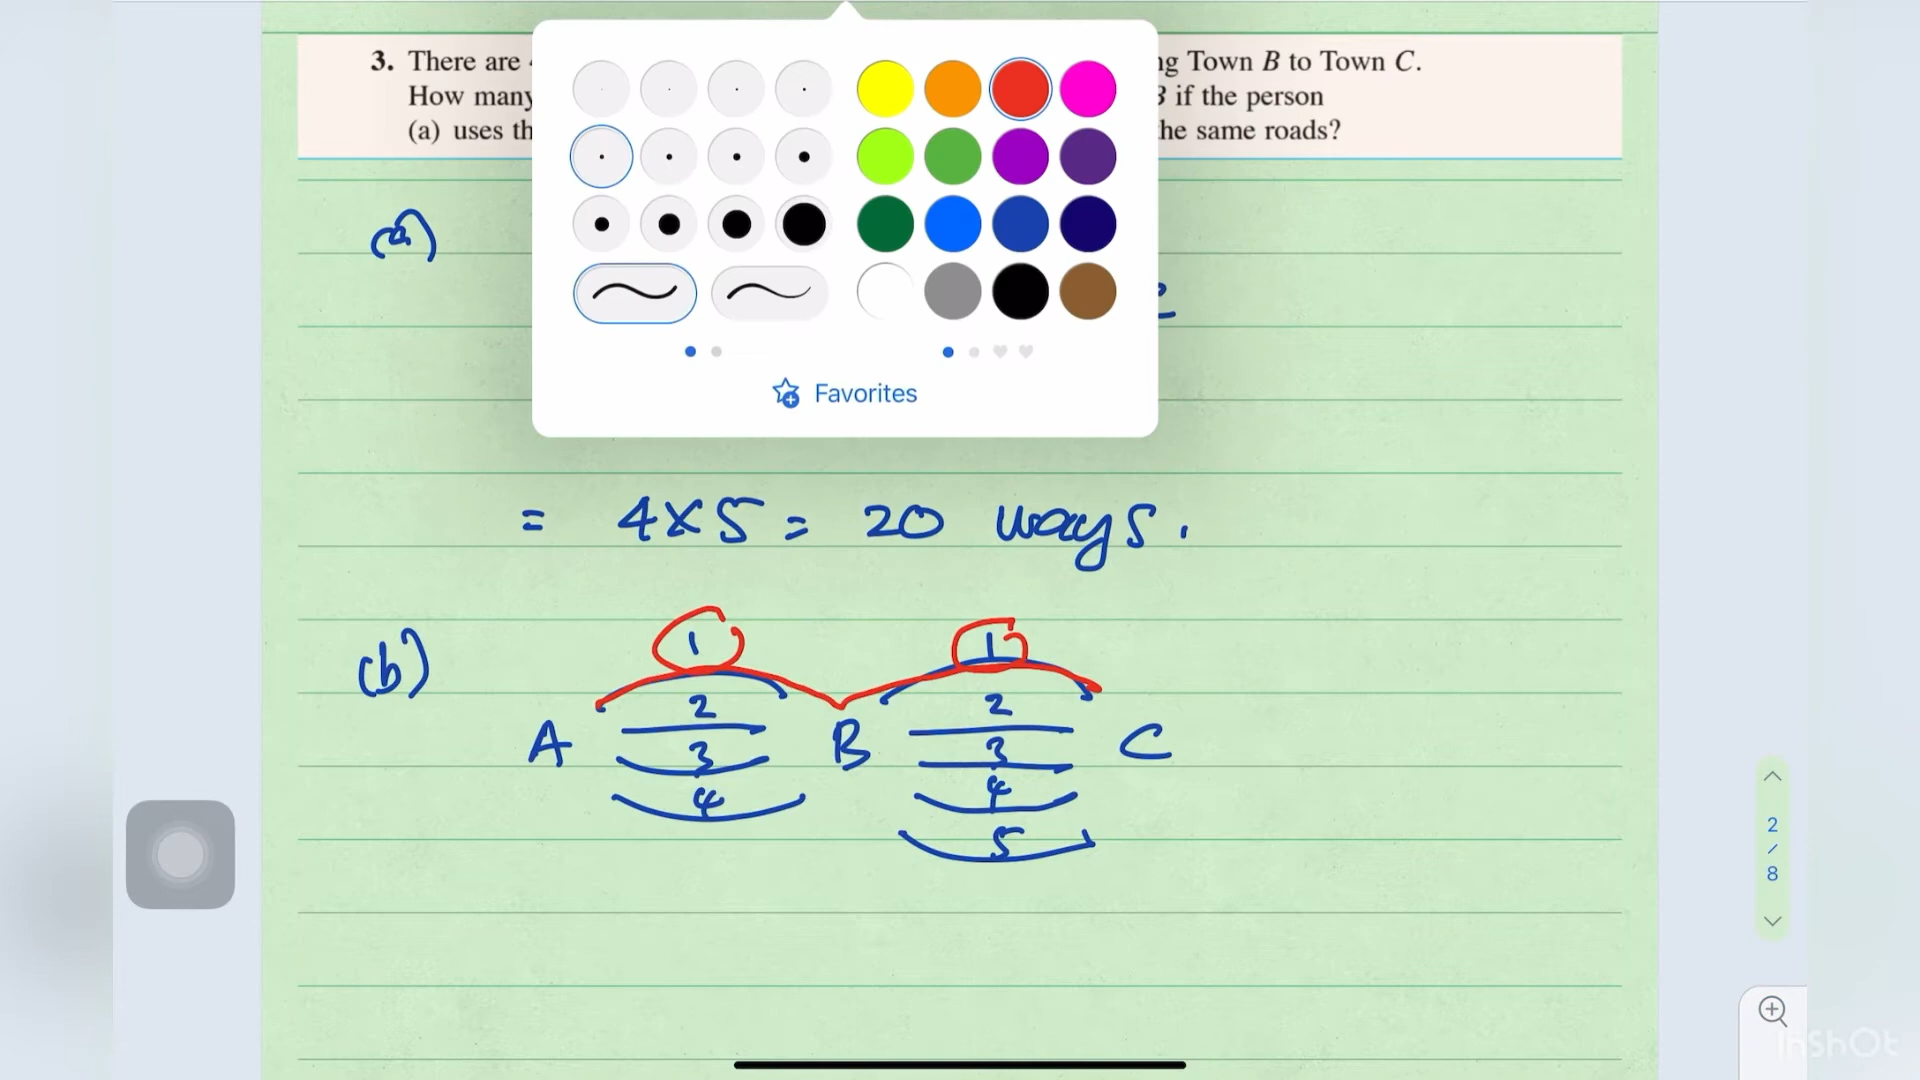 3. There are
ng Town B to Town C.
How many
B if the person
(a) uses th
he same roads?
(a)
Favorites
= 4×5 = 20 ways.
(b)
1 1
2 2
A 3 B 3 C
4 4
5
2
/
8
InShOt